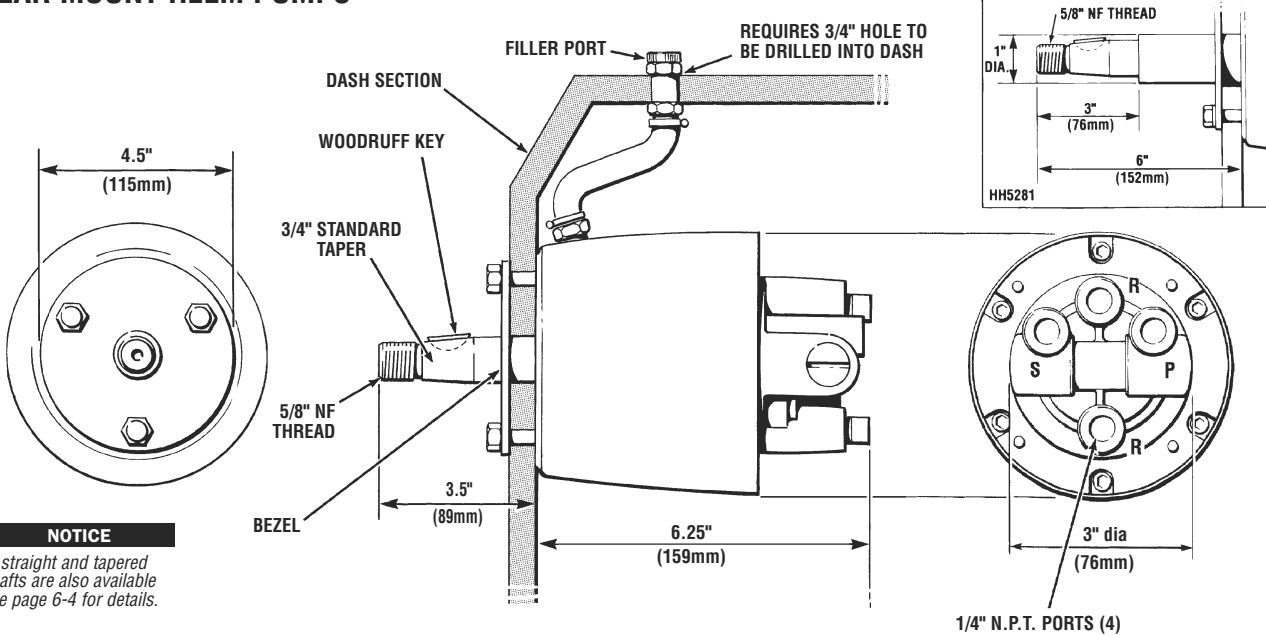 MOUNT HELM PUMPS
FILLER PORT
REQUIRES 3/4" HOLE TO
BE DRILLED INTO DASH
DASH SECTION
WOODRUFF KEY
4.5"
(115mm)
3/4" STANDARD
TAPER
5/8" NF
THREAD
BEZEL
3.5"
(89mm)
6.25"
(159mm)
5/8" NF THREAD
1"
DIA.
3"
(76mm)
6"
(152mm)
HH5281
R
S
P
R
3" dia
(76mm)
1/4" N.P.T. PORTS (4)
NOTICE
straight and tapered
afts are also available
e page 6-4 for details.